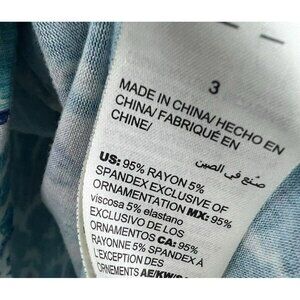 3
MADE IN CHINA/ HECHO EN
CHINA/ FABRIQUÉ EN
CHINE/
صنع في الصين
US: 95% RAYON 5%
SPANDEX EXCLUSIVE OF
ORNAMENTATION MX: 95%
viscosa 5% elastano
EXCLUSIVO DE LOS
ORNAMENTOS CA: 95%
RAYONNE 5% SPANDEX À
L'EXCEPTION DES
ORNEMENTS AE/KW/SA